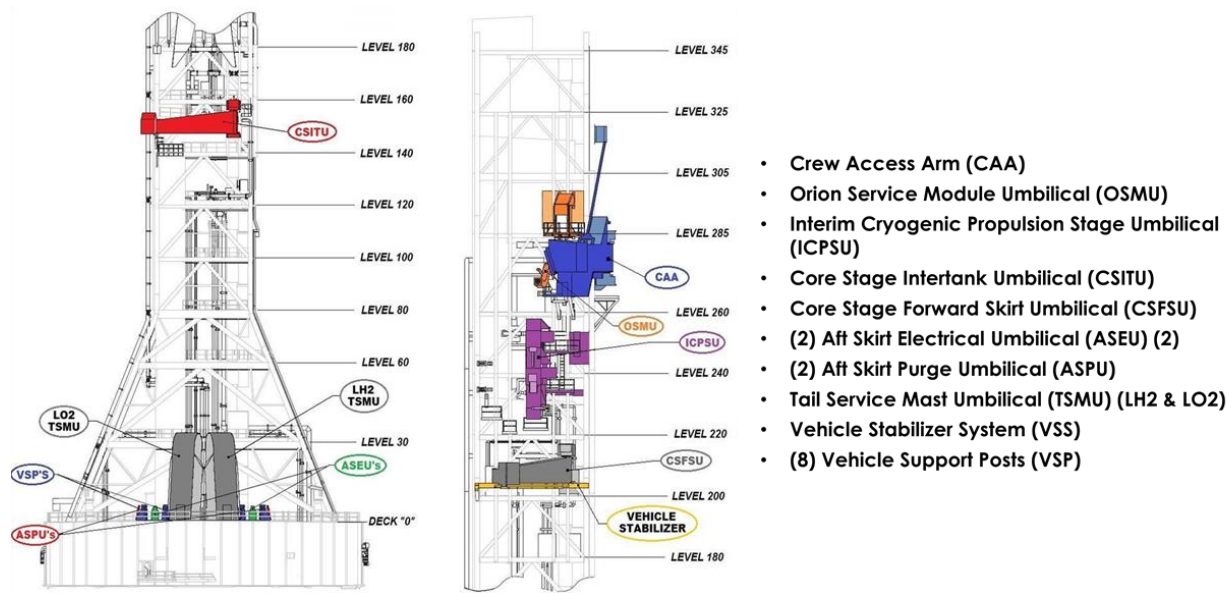 LEVEL 180
LEVEL 160
CSITU
LEVEL 140
LEVEL 120
LEVEL 100
LEVEL 80
LEVEL 60
LH2
TSMU
LO2
TSMU
LEVEL 30
VSP'S
ASEU's
ASPU's
DECK "0"
LEVEL 345
LEVEL 325
LEVEL 305
LEVEL 285
CAA
LEVEL 260
OSMU
ICPSU
LEVEL 240
LEVEL 220
CSFSU
LEVEL 200
VEHICLE
STABILIZER
LEVEL 180
• Crew Access Arm (CAA)
• Orion Service Module Umbilical (OSMU)
• Interim Cryogenic Propulsion Stage Umbilical
(ICPSU)
• Core Stage Intertank Umbilical (CSITU)
• Core Stage Forward Skirt Umbilical (CSFSU)
• (2) Aft Skirt Electrical Umbilical (ASEU) (2)
• (2) Aft Skirt Purge Umbilical (ASPU)
• Tail Service Mast Umbilical (TSMU) (LH2 & LO2)
• Vehicle Stabilizer System (VSS)
• (8) Vehicle Support Posts (VSP)